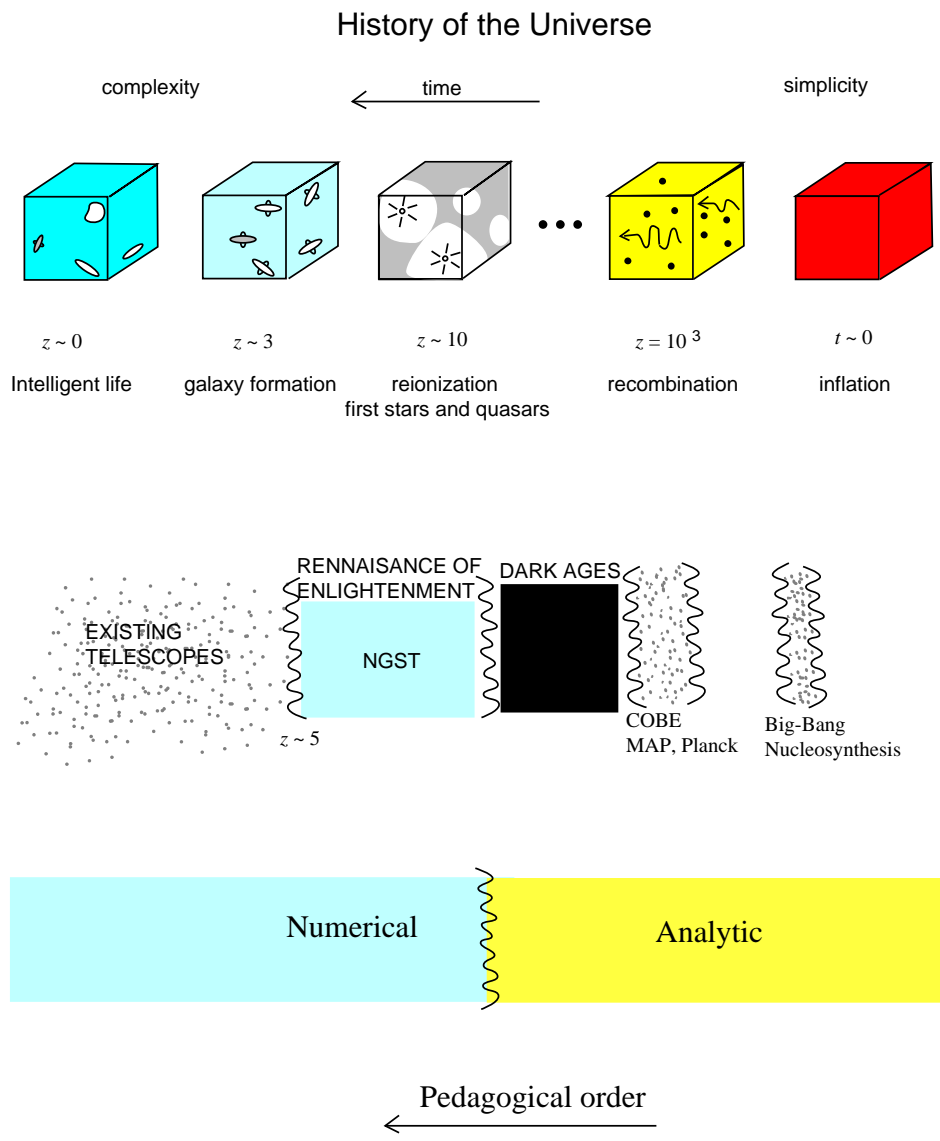 History of the Universe
complexity
time
simplicity
z ~ 0
z ~ 3
z ~ 10
z = 10 3
t ~ 0
Intelligent life
galaxy formation
reionization
first stars and quasars
recombination
inflation
EXISTING
TELESCOPES
RENNAISANCE OF
ENLIGHTENMENT
NGST
DARK AGES
z ~ 5
COBE
MAP, Planck
Big-Bang
Nucleosynthesis
Numerical
Analytic
Pedagogical order